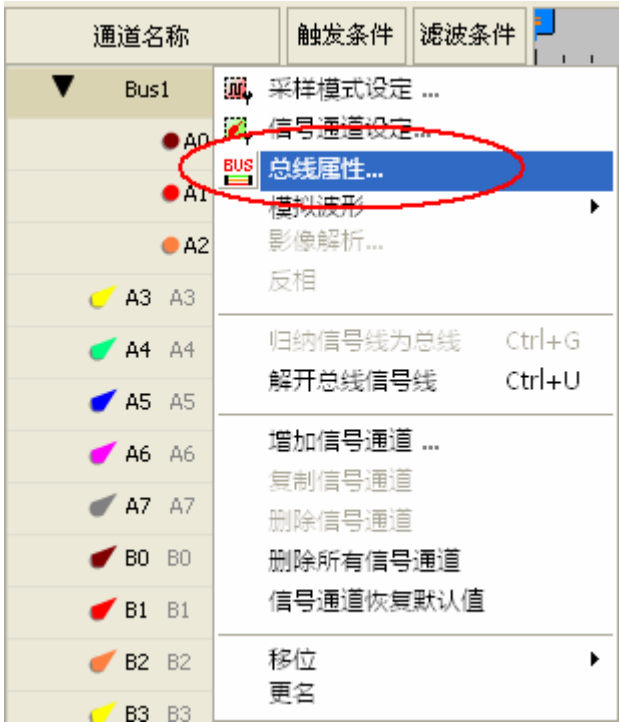 通道名称 触发条件 滤波条件
Bus1
采样模式设定 ...
A0 信号通道设定...
BUS 总线属性...
A1 模拟波形
A2 影像解析...
反相
A3 A3
归纳信号线为总线 Ctrl+G
A4 A4
解开总线信号线 Ctrl+U
A5 A5
增加信号通道 ...
A6 A6
复制信号通道
A7 A7
删除信号通道
B0 B0 删除所有信号通道
B1 B1 信号通道恢复默认值
B2 B2 移位
更名
B3 B3